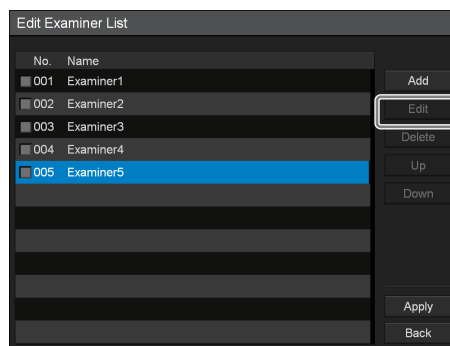 Edit Examiner List
No. Name
001 Examiner1
002 Examiner2
003 Examiner3
004 Examiner4
005 Examiner5
Add
Edit
Delete
Up
Down
Apply
Back